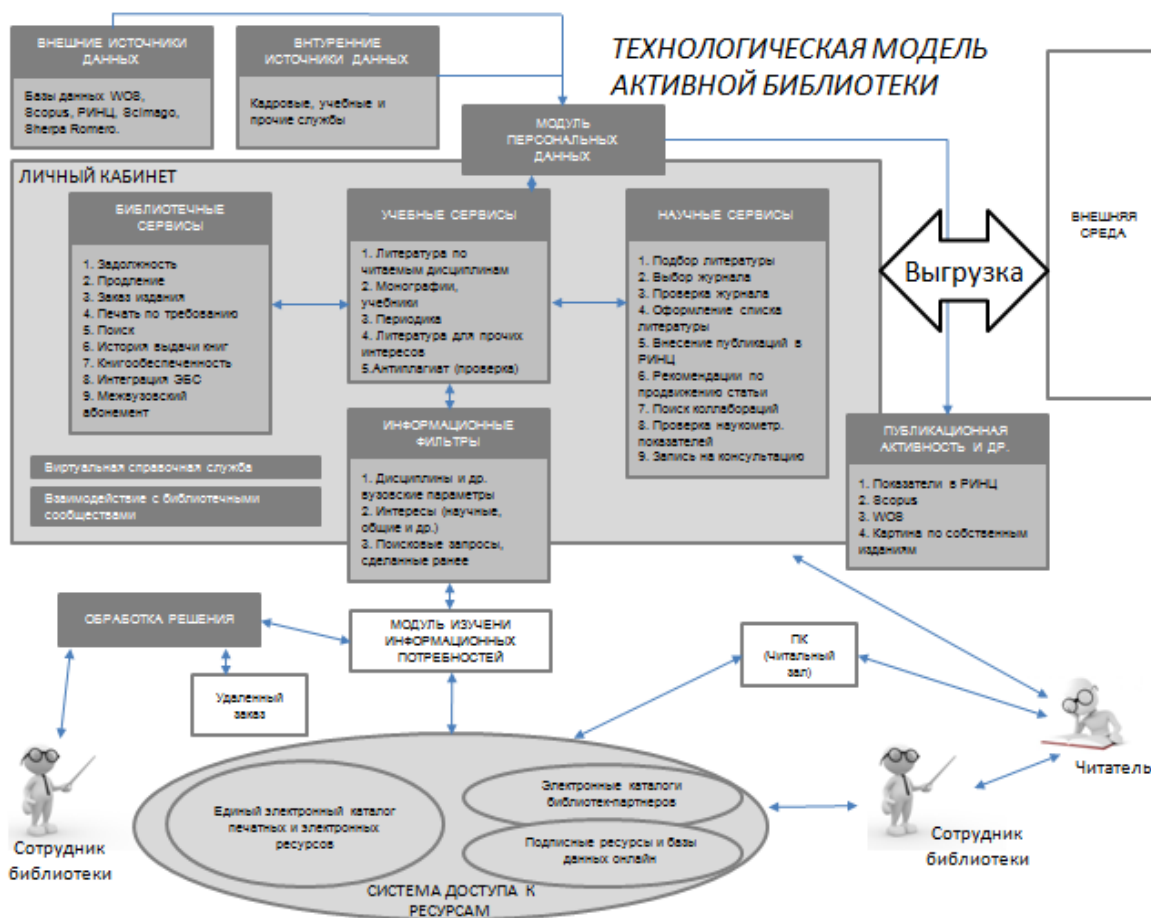 ВНЕШНИЕ ИСТОЧНИКИ
ДАННЫХ
Базы данных WOS,
Scopus, РИНЦ, Scimago,
Sherpa Romero.
ВНТУРЕННИЕ
ИСТОЧНИКИ ДАННЫХ
Кадровые, учебные и
прочие службы
ТЕХНОЛОГИЧЕСКАЯ МОДЕЛЬ
АКТИВНОЙ БИБЛИОТЕКИ
МОДУЛЬ
ПЕРСОНАЛЬНЫХ
ДАННЫХ
ВНЕШНЯЯ
СРЕДА
Выгрузка
ЛИЧНЫЙ КАБИНЕТ
БИБЛИОТЕЧНЫЕ
СЕРВИСЫ
1. Задолжность
2. Продление
3. Заказ издания
4. Печать по требованию
5. Поиск
6. История выдачи книг
7. Книгообеспеченность
8. Интеграция ЭБС
9. Межвузовский
абонемент
УЧЕБНЫЕ СЕРВИСЫ
1. Литература по
читаемым дисциплинам
2. Монографии,
учебники
3. Периодика
4. Литература для прочих
интересов
5.Антиплагиат (проверка)
НАУЧНЫЕ СЕРВИСЫ
1. Подбор литературы
2. Выбор журнала
3. Проверка журнала
4. Оформление списка
литературы
5. Внесение публикаций в
РИНЦ
6. Рекомендации по
продвижению статьи
7. Поиск коллабораций
8. Проверка наукометр.
показателей
9. Запись на консультацию
Виртуальная справочная служба
Взаимодействие с библиотечными
сообществами
ИНФОРМАЦИОННЫЕ
ФИЛЬТРЫ
1. Дисциплины и др.
вузовские параметры
2. Интересы (научные,
общие и др.)
3. Поисковые запросы,
сделанные ранее
ПУБЛИКАЦИОННАЯ
АКТИВНОСТЬ И ДР.
1. Показатели в РИНЦ
2. Scopus
3. WOS
4. Картина по собственным
изданиям
ОБРАБОТКА РЕШЕНИЯ
МОДУЛЬ ИЗУЧЕНИ
ИНФОРМАЦИОННЫХ
ПОТРЕБНОСТЕЙ
ПК
(Читальный
зал)
Удаленный
заказ
Читатель
Сотрудник
библиотеки
Единый электронный каталог
печатных и электронных
ресурсов
Электронные каталоги
библиотек-партнеров
Подписные ресурсы и базы
данных онлайн
СИСТЕМА ДОСТУПА К
РЕСУРСАМ
Сотрудник
библиотеки